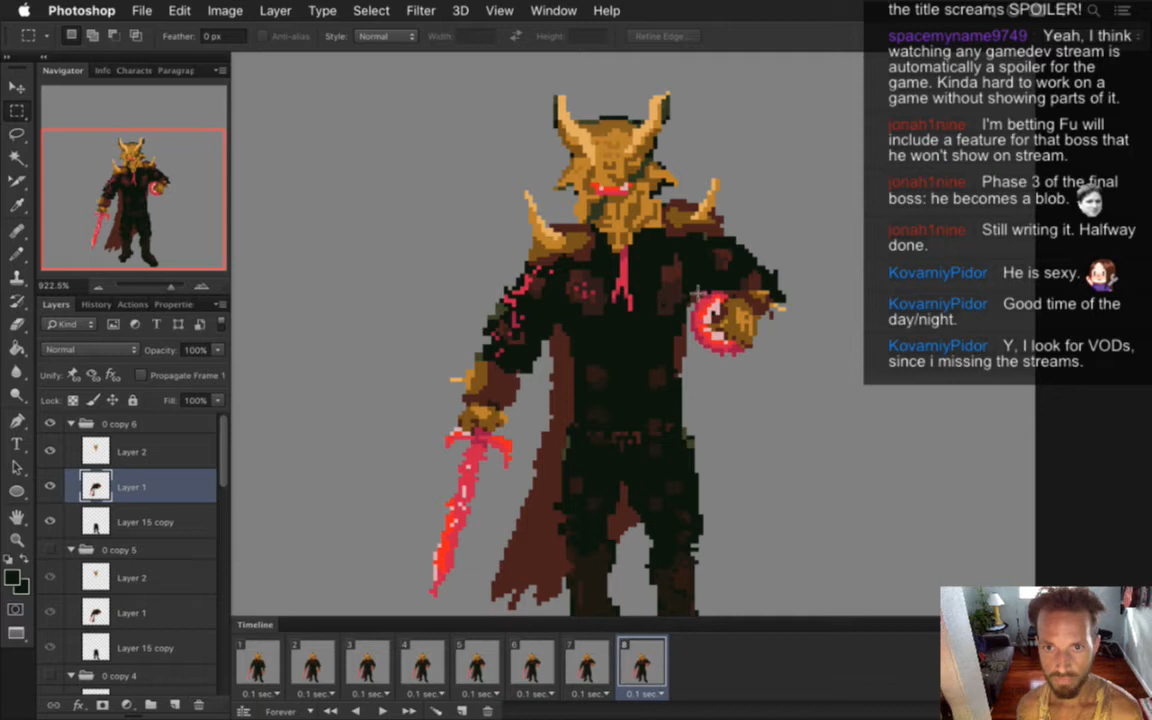 Photoshop File Edit Image Layer Type Select Filter 3D View Window Help
Feather: 0 px Anti-alias Style: Normal Width: Height: Refine Edge...
Navigator Info Characte Paragrap
922.5%
Layers History Actions Propertie
Kind
Normal Opacity: 100%
Unify: Propagate Frame 1
Lock: Fill: 100%
0 copy 6
Layer 2
Layer 1
Layer 15 copy
0 copy 5
Layer 2
Layer 1
Layer 15 copy
0 copy 4
the title screams SPOILER!
spacemyname9749 Yeah, I think
watching any gamedev stream is
automatically a spoiler for the
game. Kinda hard to work on a
game without showing parts of it.
jonah1nine I'm betting Fu will
include a feature for that boss that
he won't show on stream.
jonah1nine Phase 3 of the final
boss: he becomes a blob.
jonah1nine Still writing it. Halfway
done.
KovarniyPidor He is sexy.
KovarniyPidor Good time of the
day/night.
KovarniyPidor Y, I look for VODs,
since i missing the streams.
Timeline
1 2 3 4 5 6 7 8
0.1 sec. 0.1 sec. 0.1 sec. 0.1 sec. 0.1 sec. 0.1 sec. 0.1 sec. 0.1 sec.
Forever